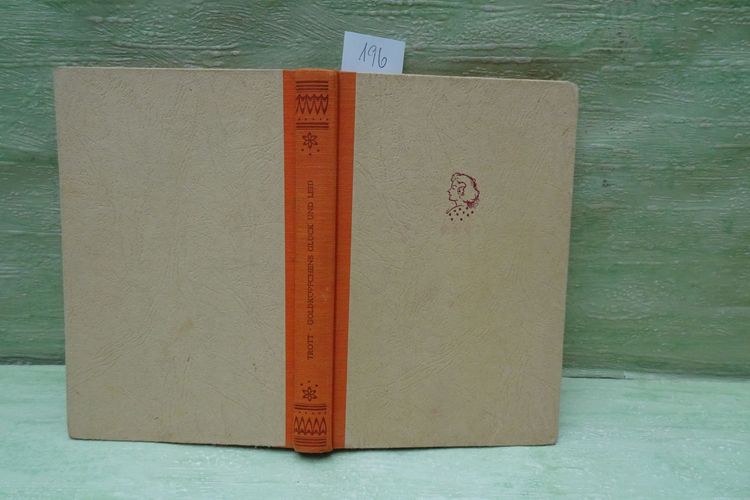 196
TROTT · GOLDKÖPFCHENS GLÜCK UND LEID